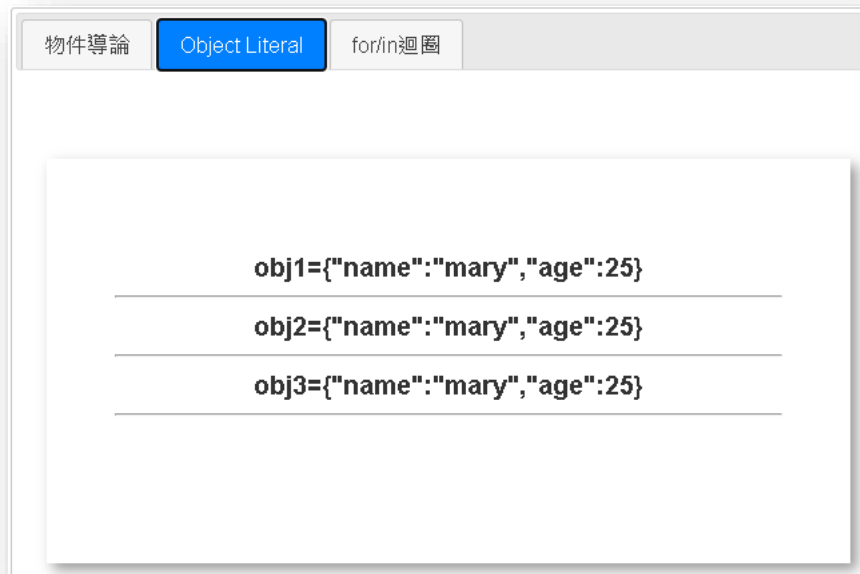 物件導論 Object Literal for/in迴圈
obj1={"name":"mary","age":25}
obj2={"name":"mary","age":25}
obj3={"name":"mary","age":25}